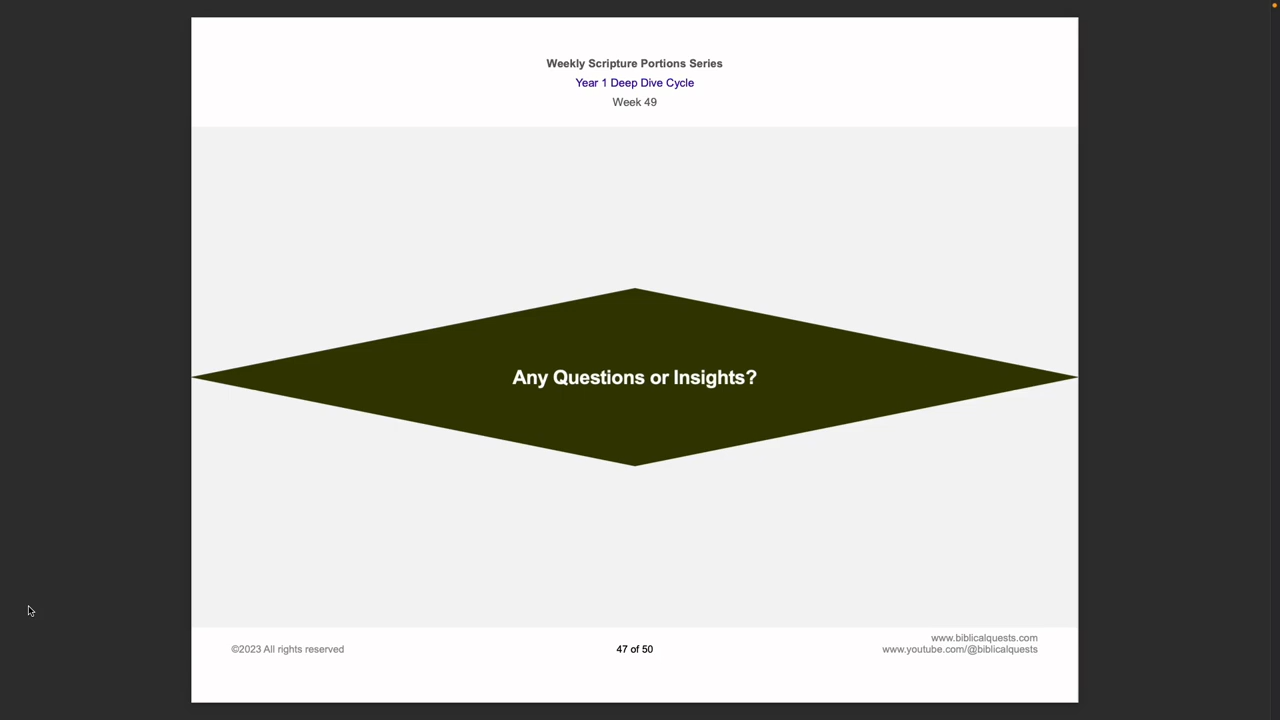 Weekly Scripture Portions Series
Year 1 Deep Dive Cycle
Week 49
Any Questions or Insights?
©2023 All rights reserved
47 of 50
www.biblicalquests.com
www.youtube.com/@biblicalquests